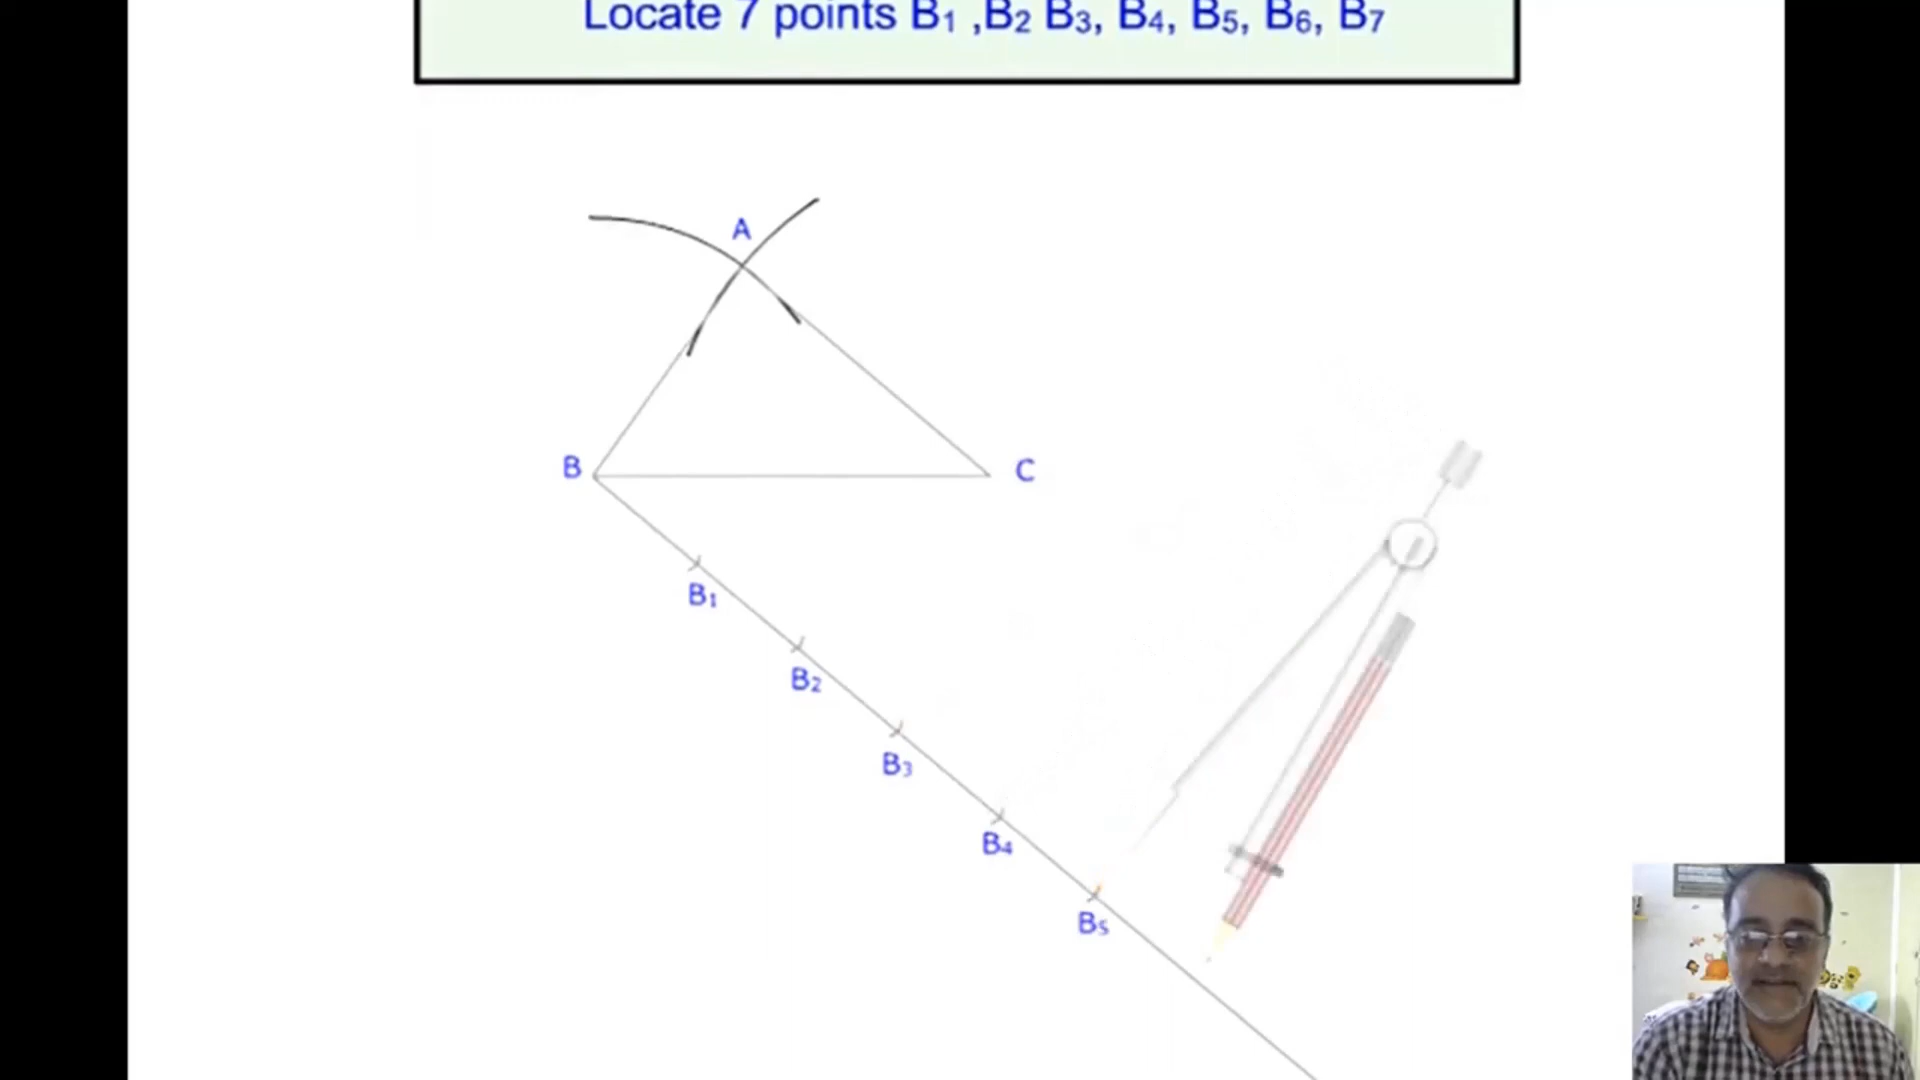 Locate 7 points B₁ ,B₂ B₃, B₄, B₅, B₆, B₇
A
B
C
B₁
B₂
B₃
B₄
B₅